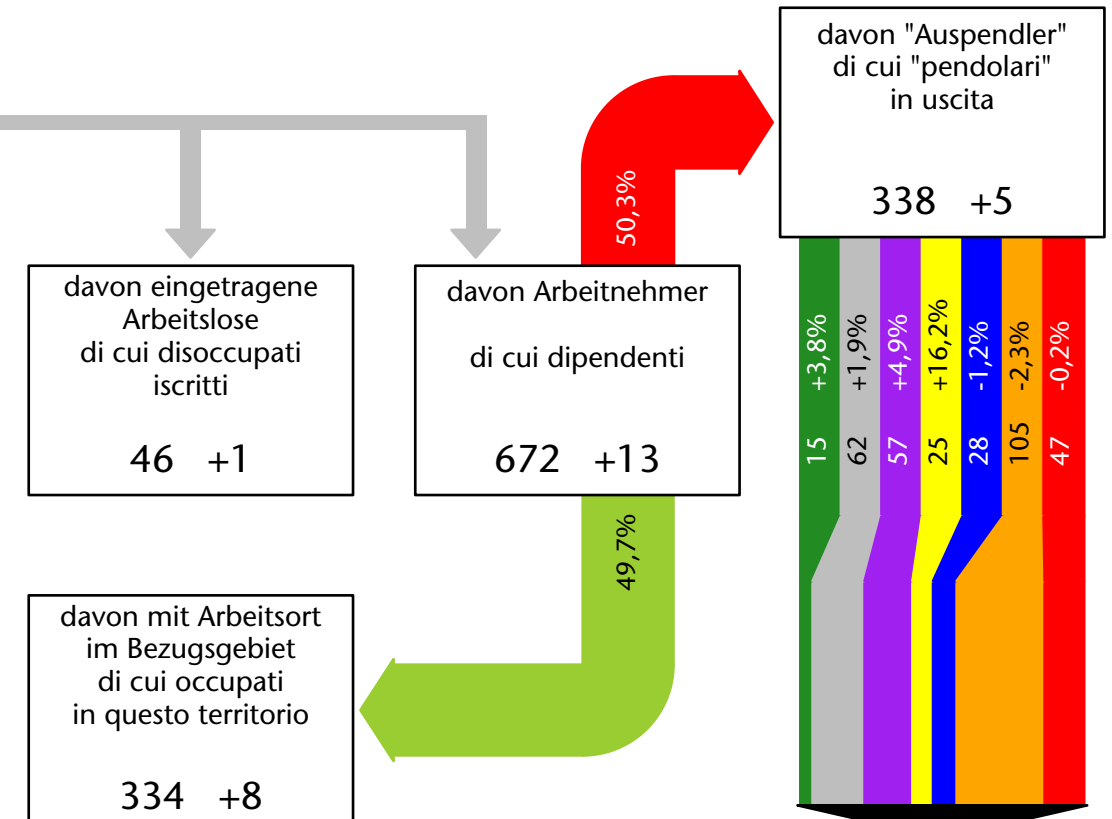 davon "Auspendler"
di cui "pendolari"
in uscita
338 +5
50,3%
davon eingetragene
Arbeitslose
di cui disoccupati
iscritti
46 +1
davon Arbeitnehmer
di cui dipendenti
672 +13
15 +3,8%
62 +1,9%
57 +4,9%
25 +16,2%
28 -1,2%
105 -2,3%
47 -0,2%
49,7%
davon mit Arbeitsort
im Bezugsgebiet
di cui occupati
in questo territorio
334 +8